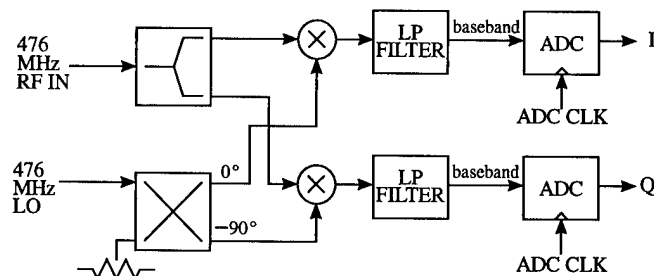 476
MHz
RF IN
LP
FILTER
baseband
ADC
I
ADC CLK
476
MHz
LO
0°
−90°
LP
FILTER
baseband
ADC
Q
ADC CLK